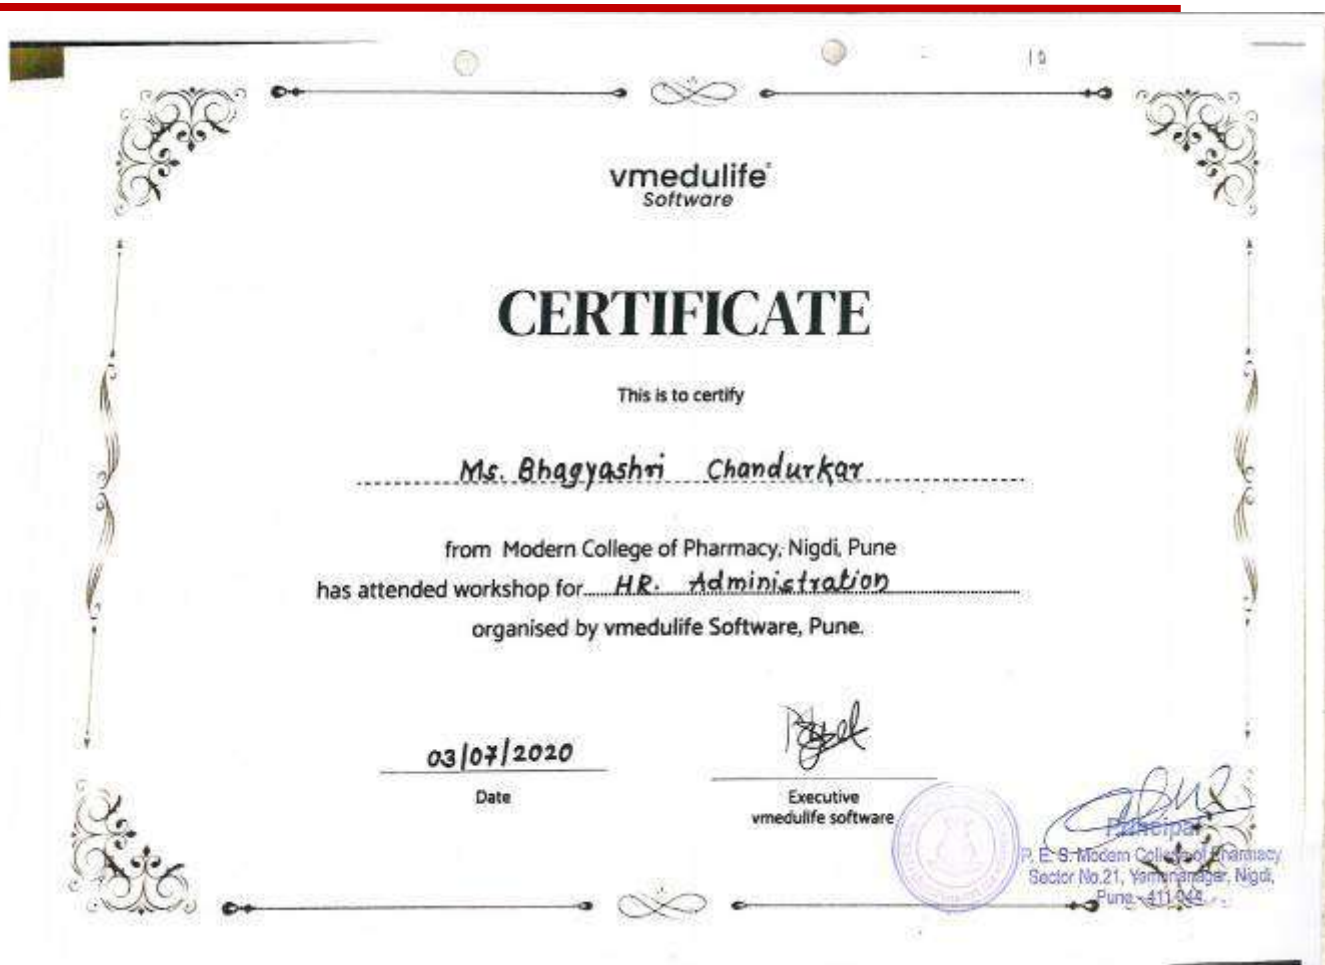 10
vmedulife
Software
CERTIFICATE
This is to certify
Ms. Bhagyashri Chandurkar
from Modern College of Pharmacy, Nigdi, Pune
has attended workshop for HR. Administration
organised by vmedulife Software, Pune.
03/07/2020
Date
Executive
vmedulife software
Principal
P. E. S. Modern College of Pharmacy
Sector No.21, Yamunanagar, Nigdi,
Pune - 411 044.